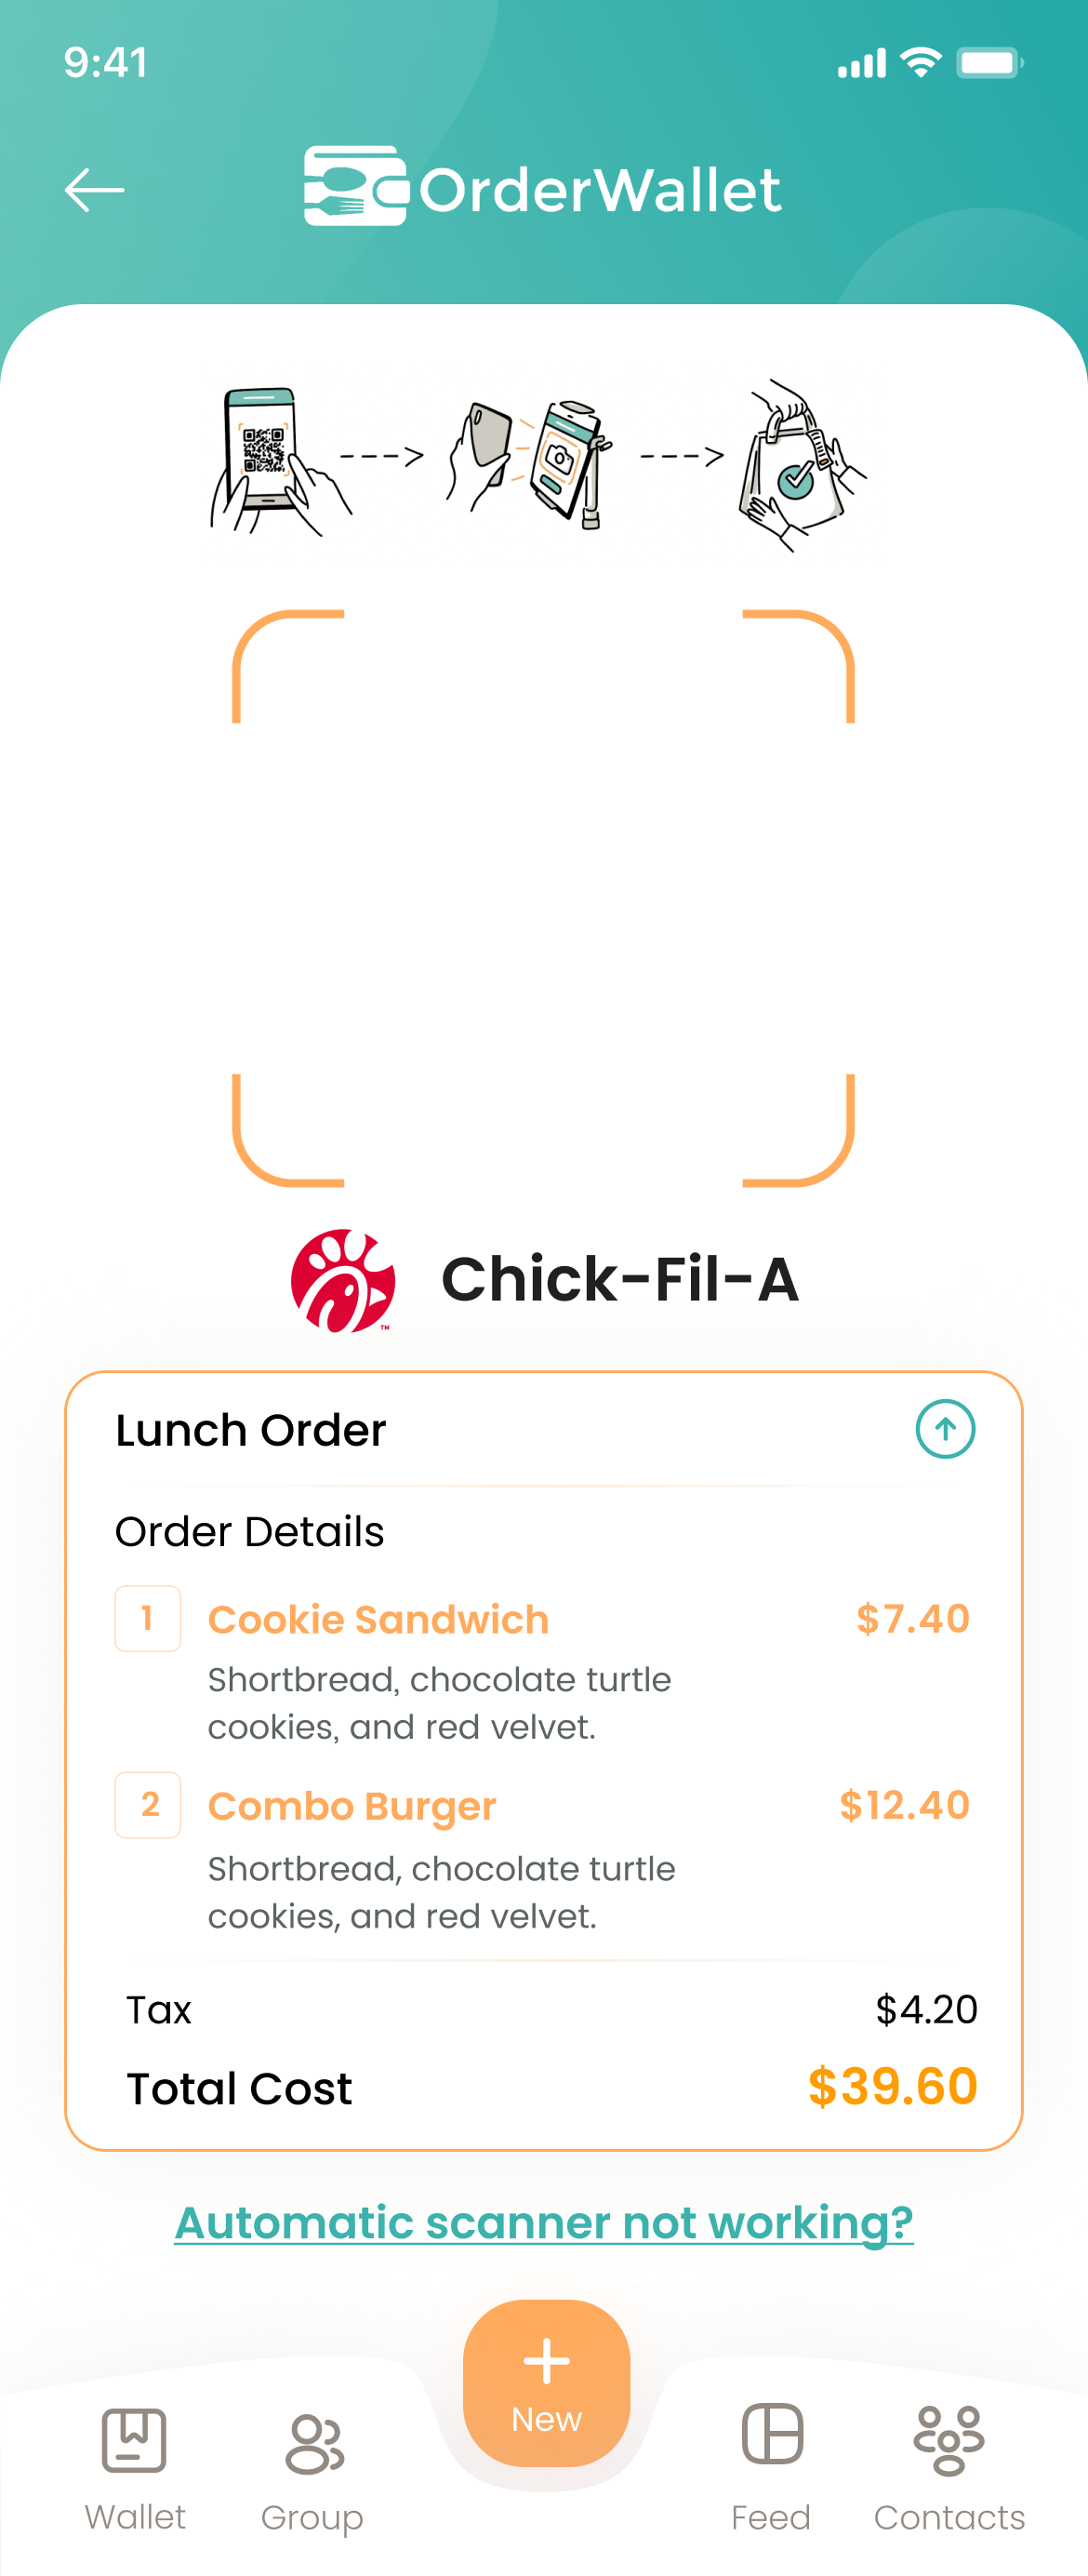 9:41
OrderWallet
Chick-Fil-A
TM
Lunch Order
Order Details
1 Cookie Sandwich $7.40
Shortbread, chocolate turtle
cookies, and red velvet.
2 Combo Burger $12.40
Shortbread, chocolate turtle
cookies, and red velvet.
Tax $4.20
Total Cost $39.60
Automatic scanner not working?
New
Wallet Group Feed Contacts